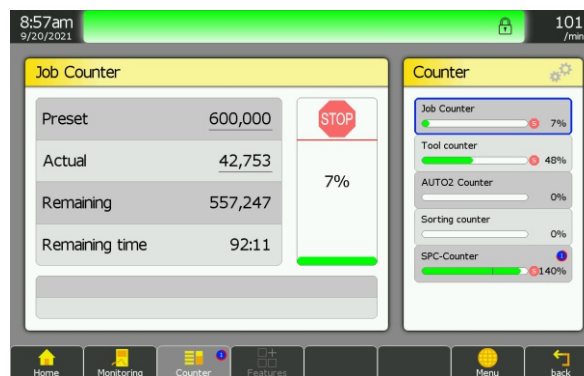 8:57am
9/20/2021
101
/min
Job Counter
Preset 600,000
Actual 42,753
Remaining 557,247
Remaining time 92:11
STOP
7%
Counter
Job Counter
S 7%
Tool counter
S 48%
AUTO2 Counter
0%
Sorting counter
0%
SPC-Counter
S 140%
Home
Monitoring
Counter
Features
Menu
back